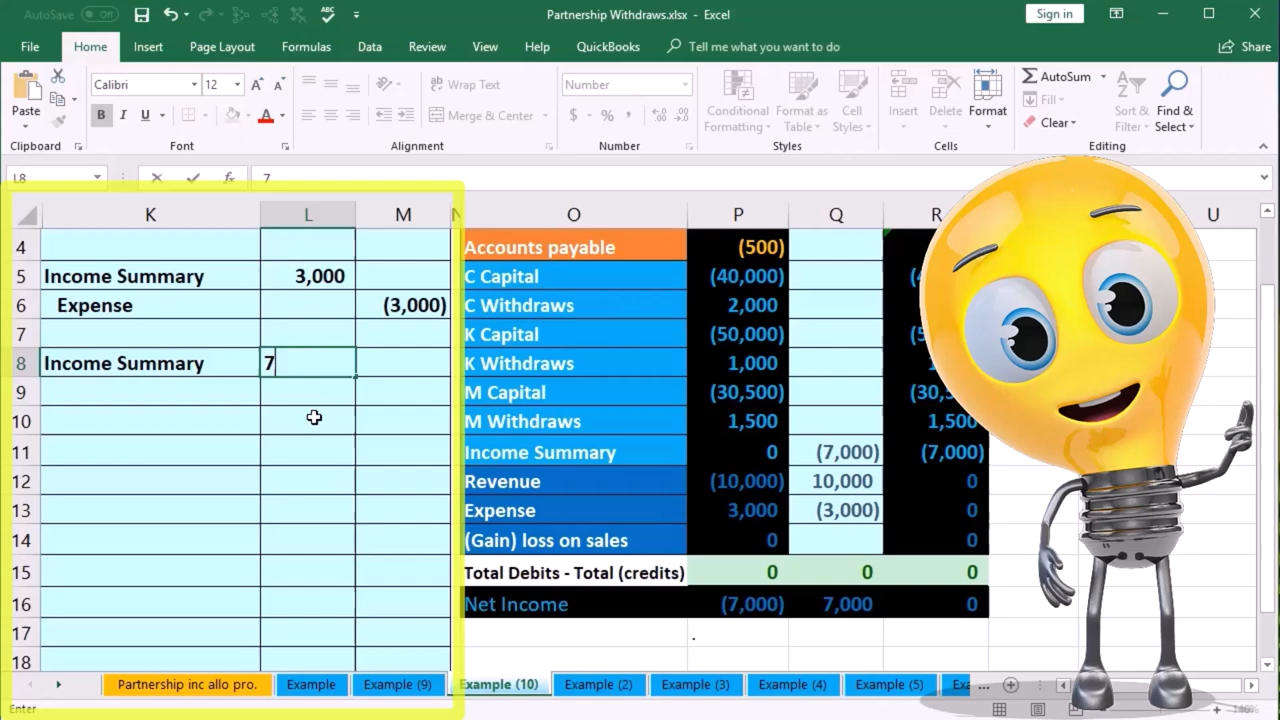 AutoSave Off
Partnership Withdraws.xlsx - Excel
Sign in
File Home Insert Page Layout Formulas Data Review View Help QuickBooks Tell me what you want to do Share
Paste
Calibri 12
B I U
Wrap Text
Merge & Center
Number
$ % ,
Conditional Formatting
Format as Table
Cell Styles
Insert Delete Format
AutoSum
Fill
Clear
Sort & Filter
Find & Select
Clipboard Font Alignment Number Styles Cells Editing
L8 fx 7
K L M O P Q R U
4 Accounts payable (500)
5 Income Summary 3,000 C Capital (40,000)
6 Expense (3,000) C Withdraws 2,000
7 K Capital (50,000)
8 Income Summary 7 K Withdraws 1,000
9 M Capital (30,500)
10 M Withdraws 1,500 1,500
11 Income Summary 0 (7,000) (7,000)
12 Revenue (10,000) 10,000 0
13 Expense 3,000 (3,000) 0
14 (Gain) loss on sales 0 0
15 Total Debits - Total (credits) 0 0 0
16 Net Income (7,000) 7,000 0
17 .
18
Partnership inc allo pro. Example Example (9) Example (10) Example (2) Example (3) Example (4) Example (5) ...
Enter